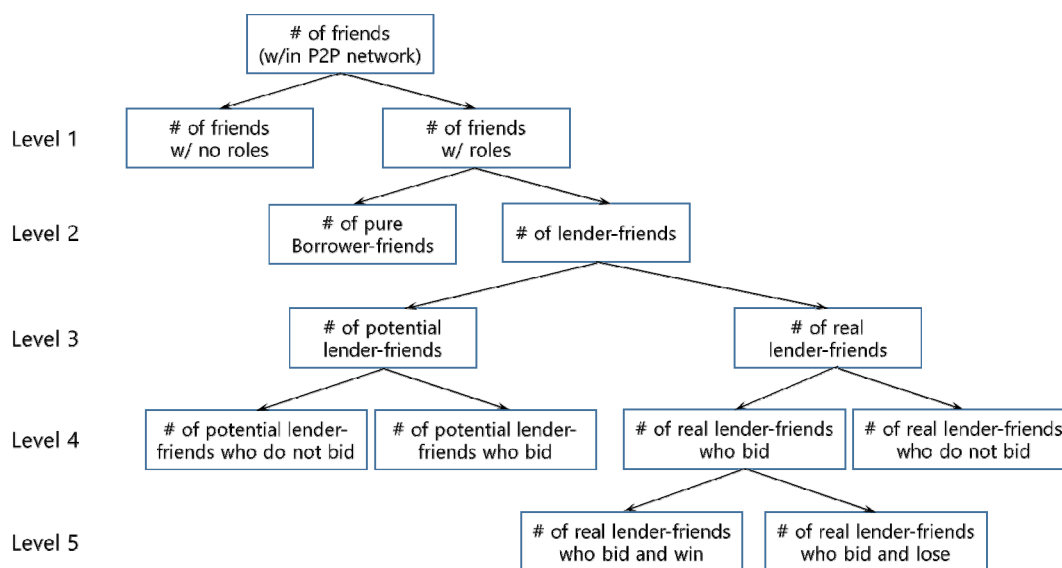 # of friends
(w/in P2P network)
Level 1
# of friends
w/ no roles
# of friends
w/ roles
Level 2
# of pure
Borrower-friends
# of lender-friends
Level 3
# of potential
lender-friends
# of real
lender-friends
Level 4
# of potential lender-
friends who do not bid
# of potential lender-
friends who bid
# of real lender-friends
who bid
# of real lender-friends
who do not bid
Level 5
# of real lender-friends
who bid and win
# of real lender-friends
who bid and lose